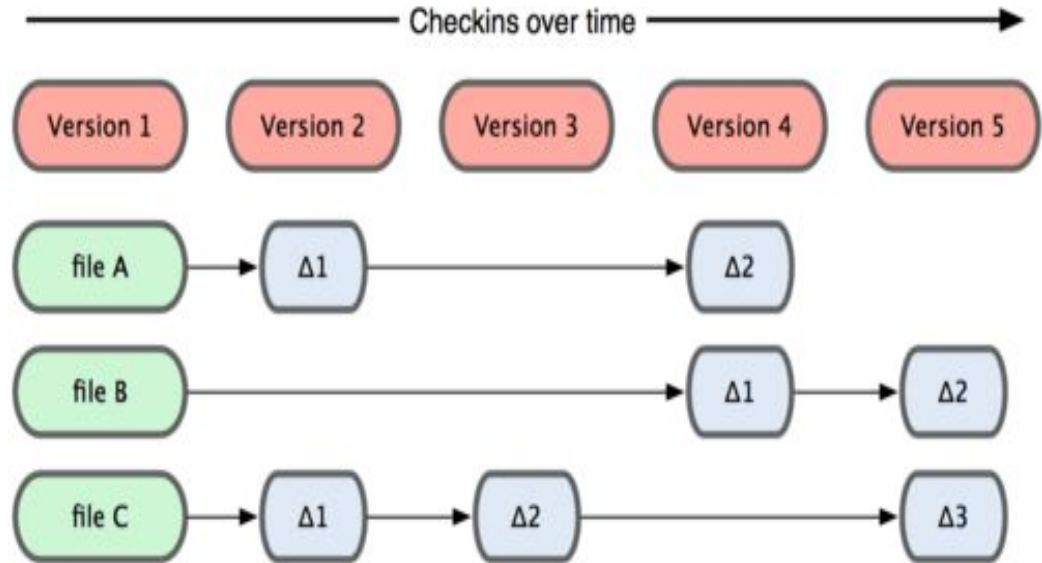 Checkins over time
Version 1 Version 2 Version 3 Version 4 Version 5
file A Δ1 Δ2
file B Δ1 Δ2
file C Δ1 Δ2 Δ3